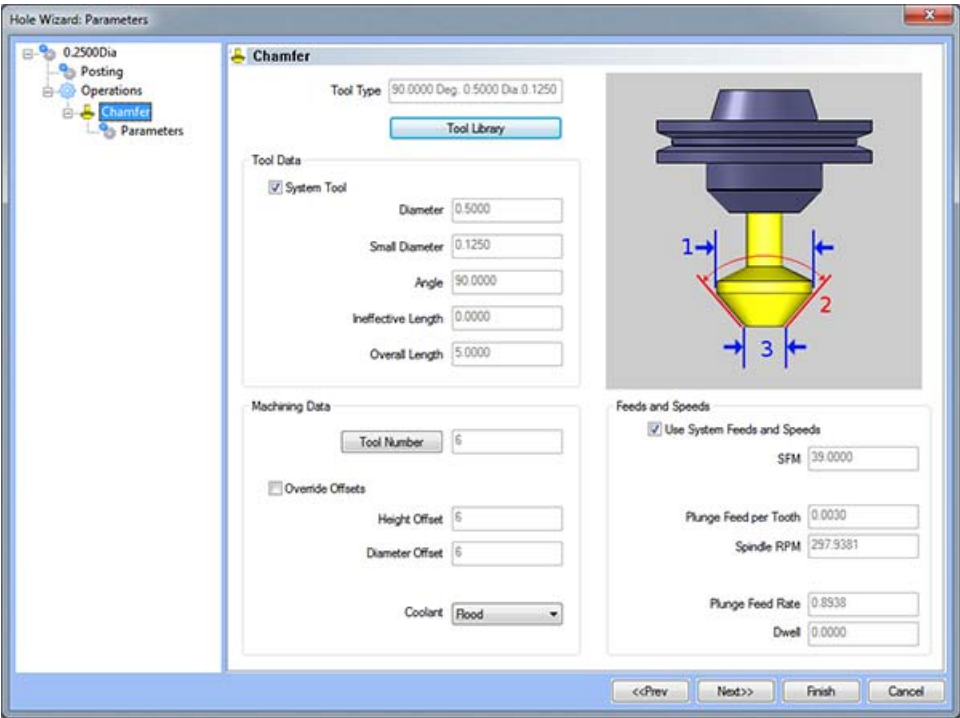 Hole Wizard: Parameters
0.2500Dia
Posting
Operations
Chamfer
Parameters
Chamfer
Tool Type 90.0000 Deg. 0.5000 Dia.0.1250
Tool Library
Tool Data
System Tool
Diameter 0.5000
Small Diameter 0.1250
Angle 90.0000
Ineffective Length 0.0000
Overall Length 5.0000
1
2
3
Machining Data
Tool Number 6
Override Offsets
Height Offset 6
Diameter Offset 6
Coolant Flood
Feeds and Speeds
Use System Feeds and Speeds
SFM 39.0000
Plunge Feed per Tooth 0.0030
Spindle RPM 297.9381
Plunge Feed Rate 0.8938
Dwell 0.0000
<<Prev Next>> Finish Cancel